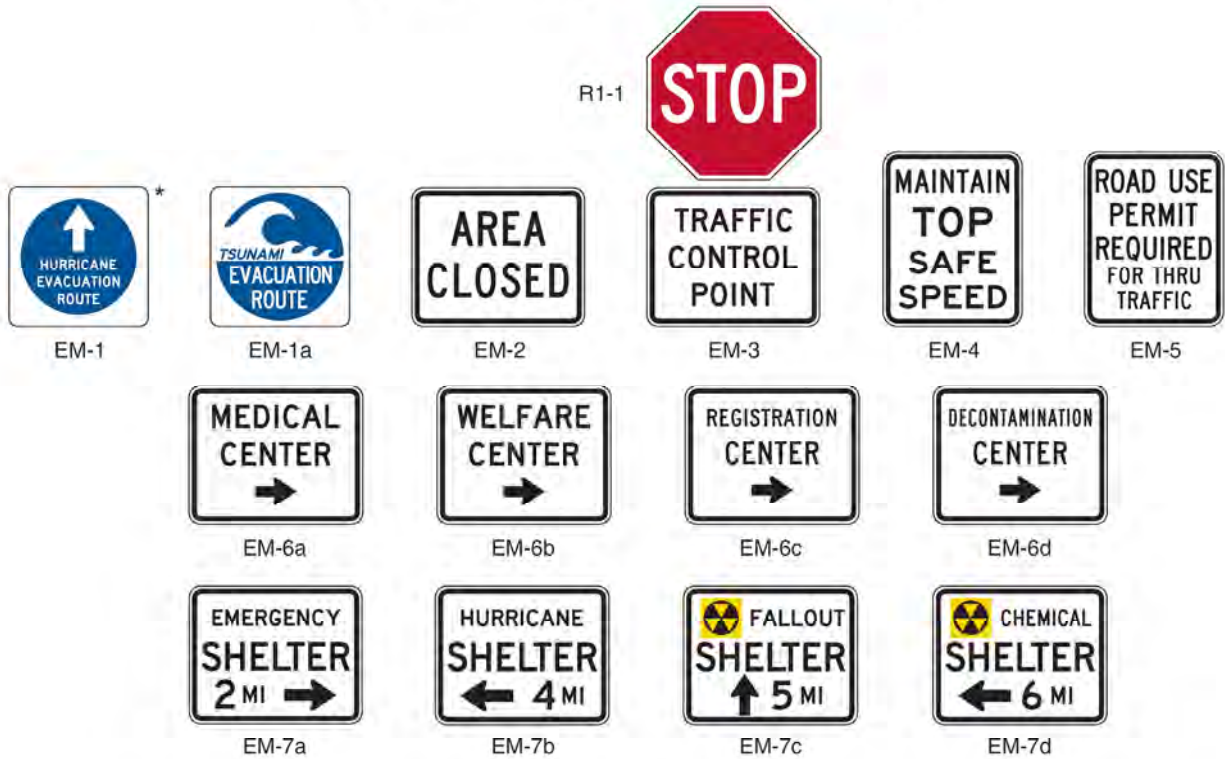 R1-1
STOP
*
HURRICANE
EVACUATION
ROUTE
EM-1
TSUNAMI
EVACUATION
ROUTE
EM-1a
AREA
CLOSED
EM-2
TRAFFIC
CONTROL
POINT
EM-3
MAINTAIN
TOP
SAFE
SPEED
EM-4
ROAD USE
PERMIT
REQUIRED
FOR THRU
TRAFFIC
EM-5
MEDICAL
CENTER
EM-6a
WELFARE
CENTER
EM-6b
REGISTRATION
CENTER
EM-6c
DECONTAMINATION
CENTER
EM-6d
EMERGENCY
SHELTER
2 MI
EM-7a
HURRICANE
SHELTER
4 MI
EM-7b
FALLOUT
SHELTER
5 MI
EM-7c
CHEMICAL
SHELTER
6 MI
EM-7d